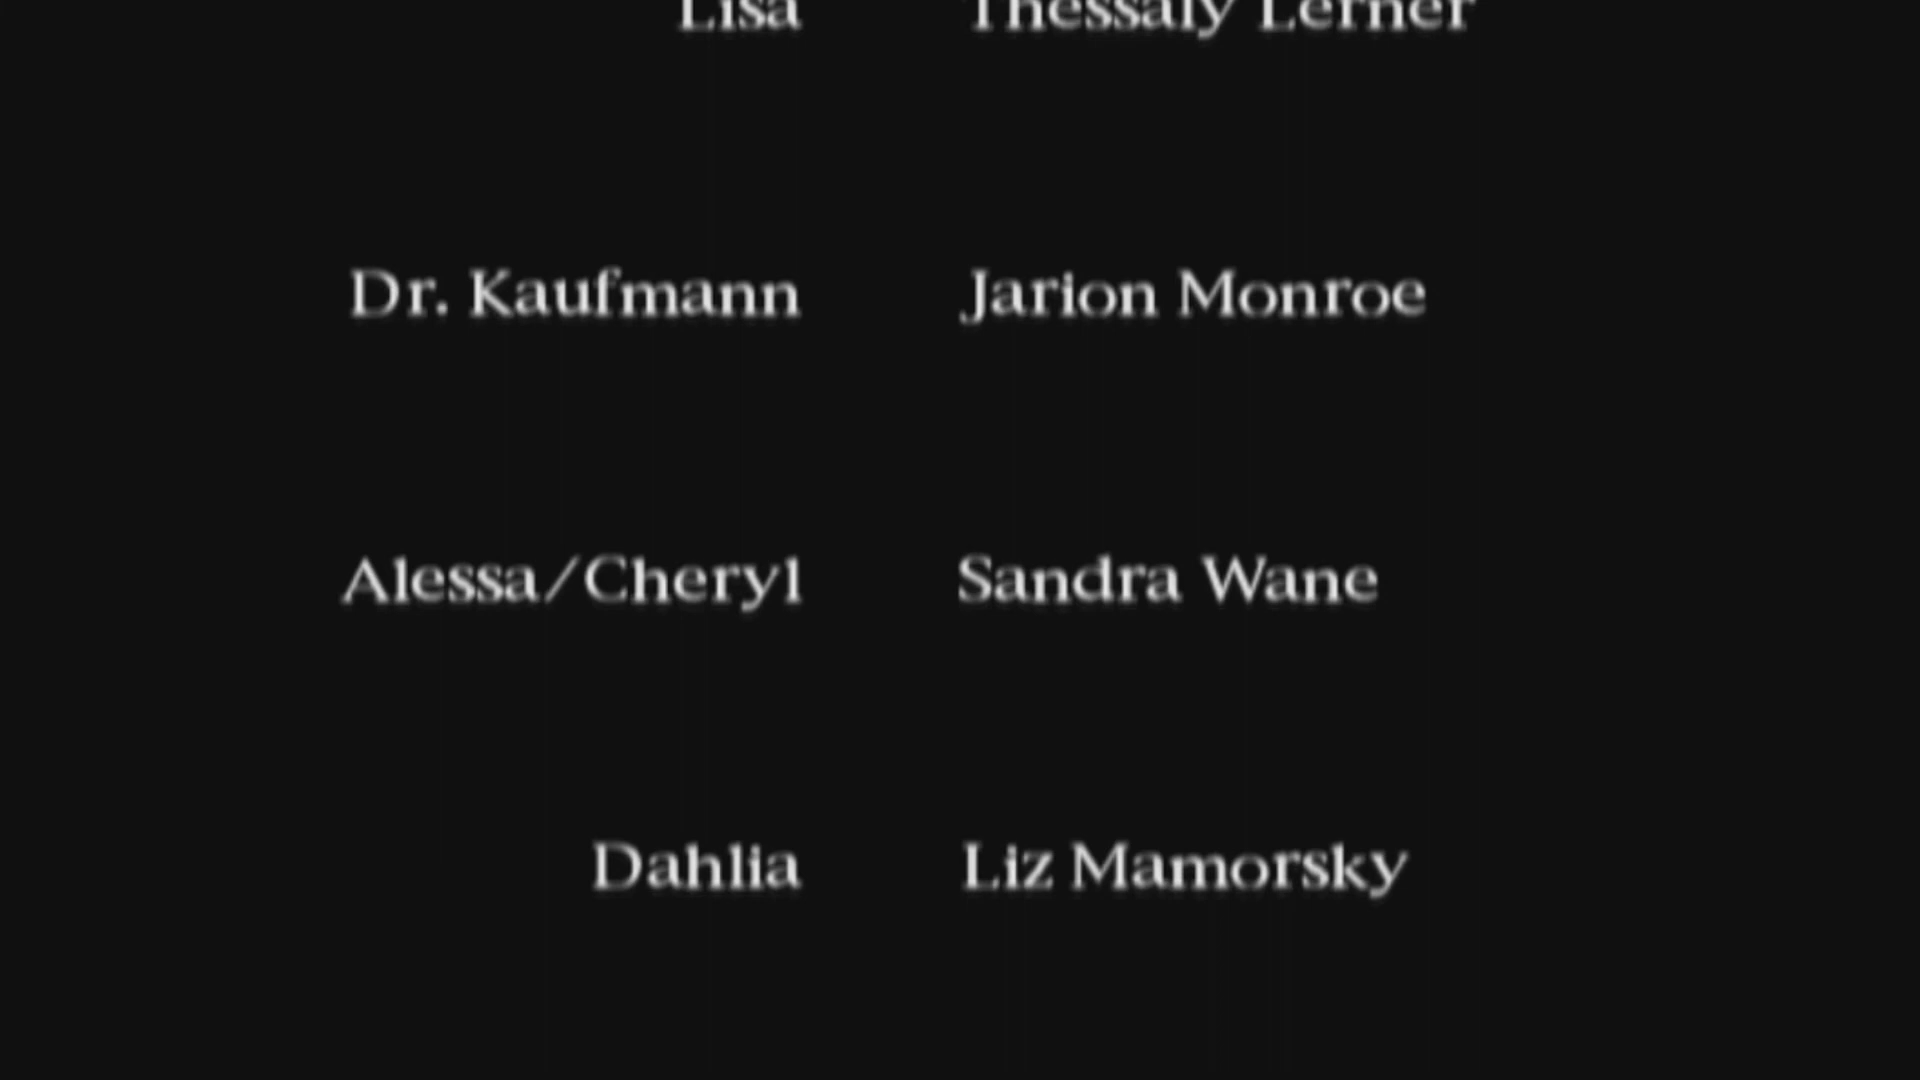 Lisa Thessaly Lerner
Dr. Kaufmann Jarion Monroe
Alessa/Cheryl Sandra Wane
Dahlia Liz Mamorsky